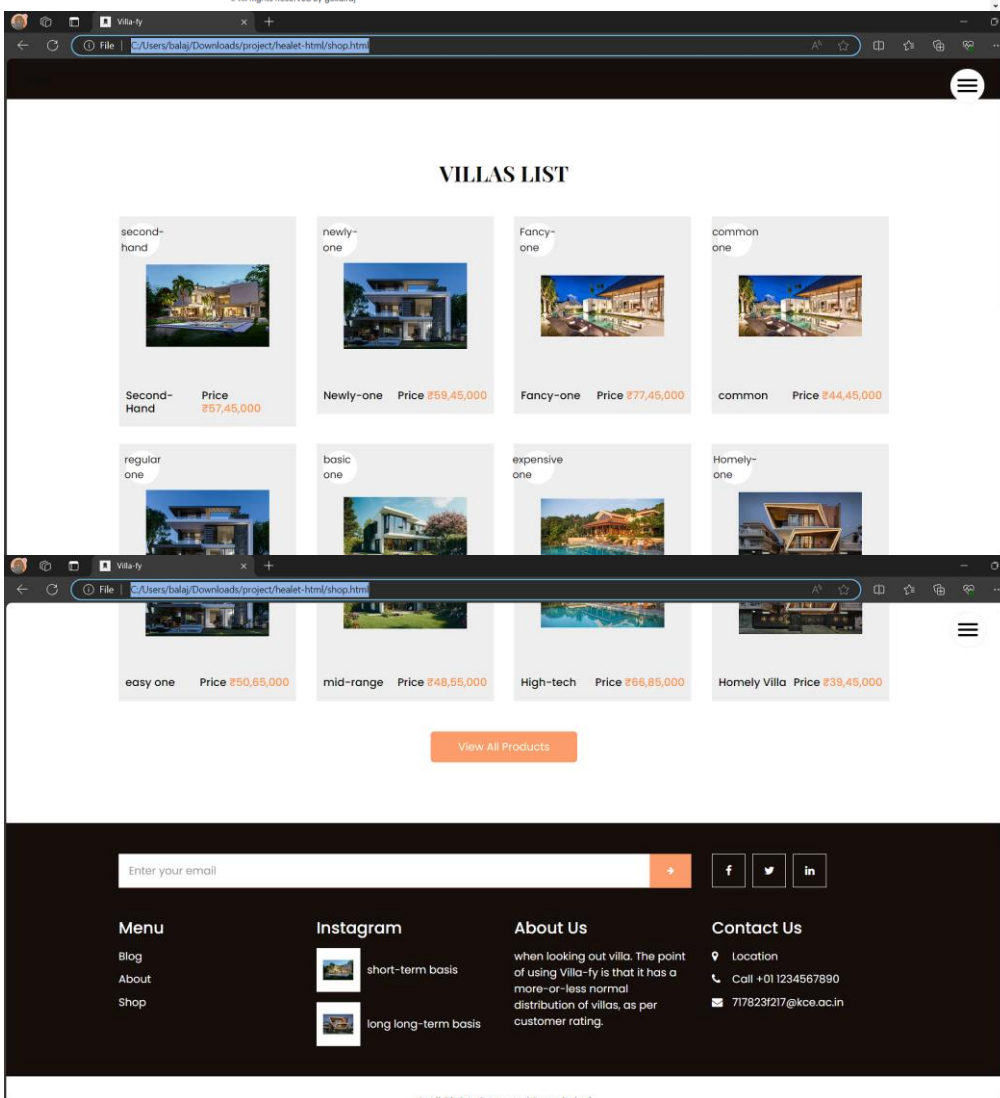 © All Rights Reserved By
Villa-fy
File | C:/Users/balaj/Downloads/project/healet-html/shop.html
VILLAS LIST
second-
hand
newly-
one
Fancy-
one
common
one
Second-
Hand
Price
₹57,45,000
Newly-one Price ₹59,45,000
Fancy-one Price ₹77,45,000
common Price ₹44,45,000
regular
one
basic
one
expensive
one
Homely-
one
Villa-fy
File | C:/Users/balaj/Downloads/project/healet-html/shop.html
easy one Price ₹50,65,000
mid-range Price ₹48,55,000
High-tech Price ₹66,85,000
Homely Villa Price ₹39,45,000
View All Products
Enter your email
f
in
Menu
Blog
About
Shop
Instagram
short-term basis
long long-term basis
About Us
when looking out villa. The point
of using Villa-fy is that it has a
more-or-less normal
distribution of villas, as per
customer rating.
Contact Us
Location
Call +01 1234567890
717823f217@kce.ac.in